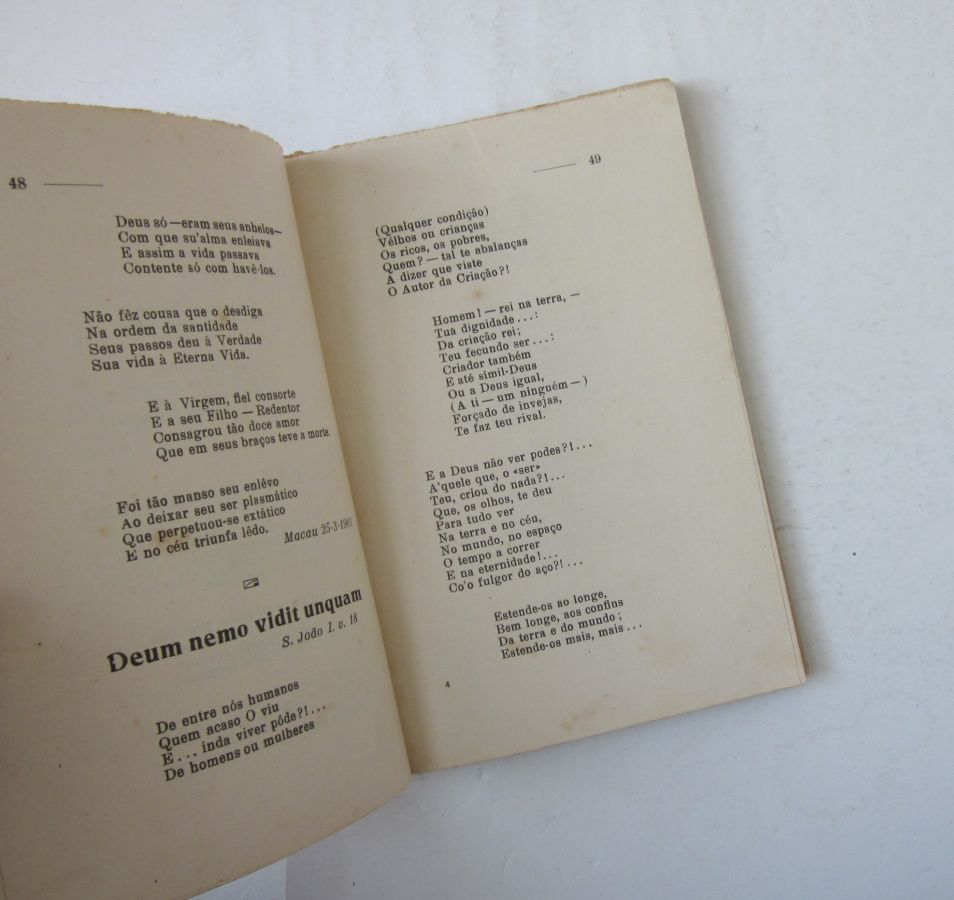 48
Deus só—eram seus anhelos—
Com que su'alma enleiava
E assim a vida passava
Contente só com havê-los.
Não fêz cousa que o desdiga
Na ordem da santidade
Seus passos deu à Verdade
Sua vida à Eterna Vida.
E à Virgem, fiel consorte
E a seu Filho — Redentor
Consagrou tão doce amor
Que em seus braços teve a morte.
Foi tão manso seu enlêvo
Ao deixar seu ser plasmático
Que perpetuou-se extático
E no céu triunfa lêdo.
Macau 25-3-1901
Deum nemo vidit unquam
S. João I. v. 18
De entre nós humanos
Quem acaso O viu
E... inda viver póde?!...
De homens ou mulheres
49
(Qualquer condição)
Vélhos ou crianças
Os ricos, os pobres,
Quem? — tal te abalanças
A dizer que viste
O Autor da Criação?!
Homem! — rei na terra, —
Tua dignidade...:
Da criação rei;
Teu fecundo ser...:
Criador também
E até símil-Deus
Ou a Deus igual,
(A ti — um ninguém —)
Forçado de invejas,
Te faz teu rival.
E a Deus não ver podes?!...
A'quele que, o «ser»
Teu, criou do nada?!...
Que, os olhos, te deu
Para tudo ver
Na terra e no céu,
No mundo, no espaço
O tempo a correr
E na eternidade!...
Co'o fulgor do aço?!...
Estende-os ao longe,
Bem longe, aos confins
Da terra e do mundo;
Estende-os mais, mais...
4